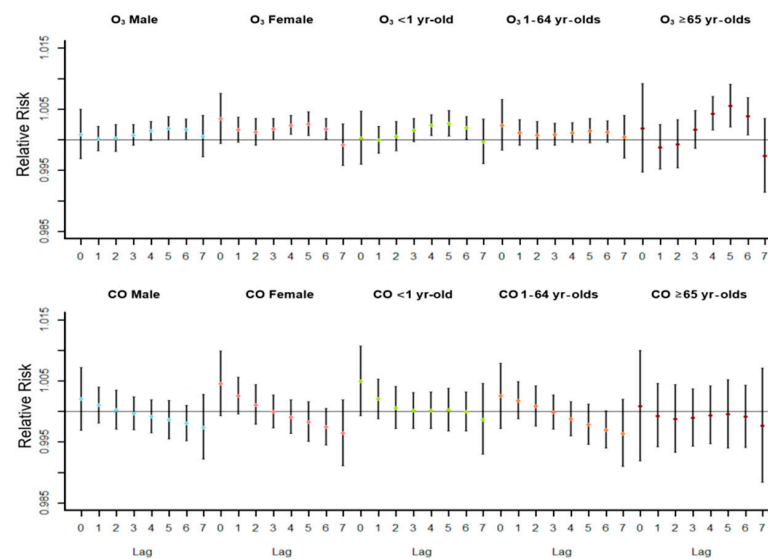 O₃ Male O₃ Female O₃ <1 yr-old O₃ 1-64 yr-olds O₃ ≥65 yr-olds
Relative Risk
1.015
1.005
0.995
0.985
0 1 2 3 4 5 6 7 0 1 2 3 4 5 6 7 0 1 2 3 4 5 6 7 0 1 2 3 4 5 6 7 0 1 2 3 4 5 6 7
CO Male CO Female CO <1 yr-old CO 1-64 yr-olds CO ≥65 yr-olds
Relative Risk
1.015
1.005
0.995
0.985
0 1 2 3 4 5 6 7 0 1 2 3 4 5 6 7 0 1 2 3 4 5 6 7 0 1 2 3 4 5 6 7 0 1 2 3 4 5 6 7
Lag Lag Lag Lag Lag